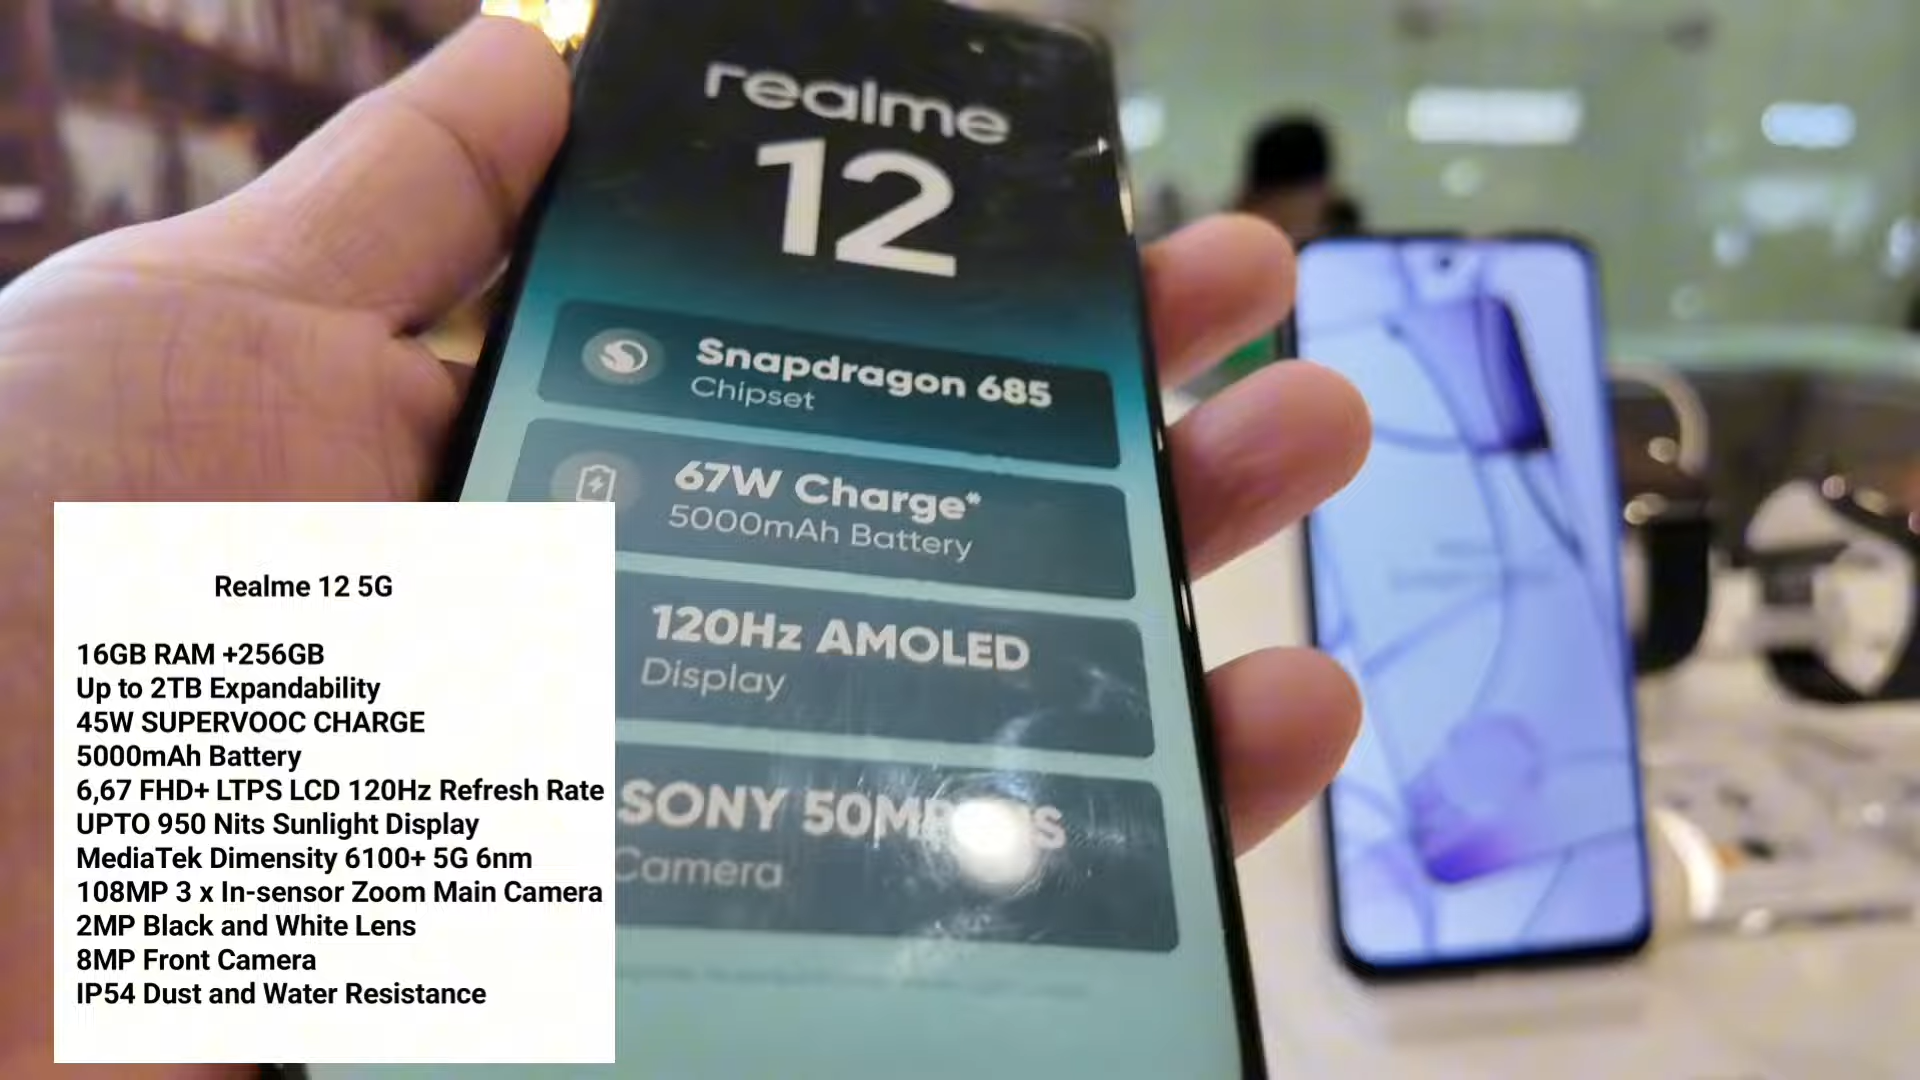 realme
12
Snapdragon 685
Chipset
67W Charge*
5000mAh Battery
120Hz AMOLED
Display
SONY 50MP
Camera
Realme 12 5G
16GB RAM +256GB
Up to 2TB Expandability
45W SUPERVOOC CHARGE
5000mAh Battery
6,67 FHD+ LTPS LCD 120Hz Refresh Rate
UPTO 950 Nits Sunlight Display
MediaTek Dimensity 6100+ 5G 6nm
108MP 3 x In-sensor Zoom Main Camera
2MP Black and White Lens
8MP Front Camera
IP54 Dust and Water Resistance